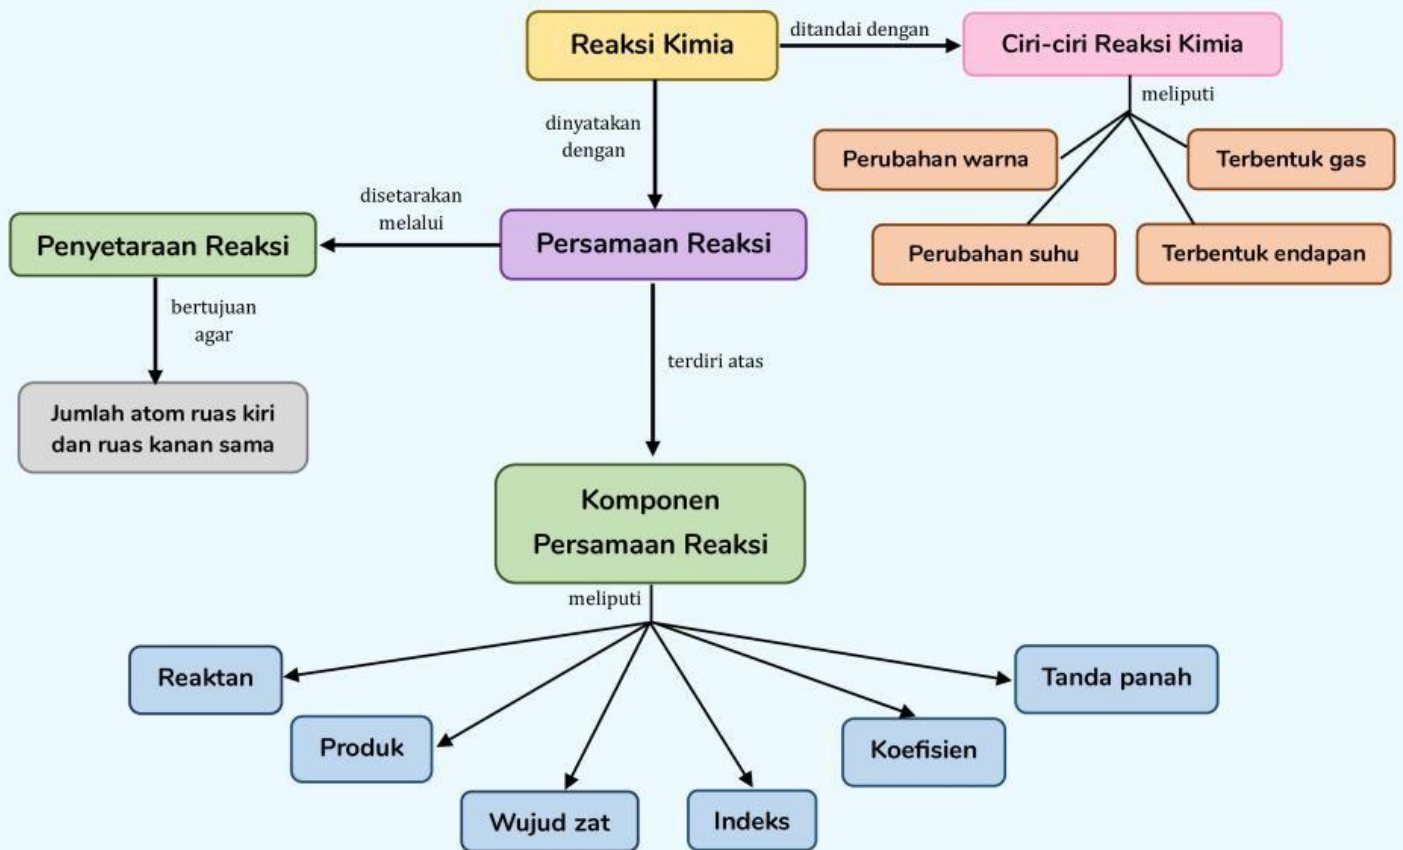 Reaksi Kimia
ditandai dengan
Ciri-ciri Reaksi Kimia
meliputi
Perubahan warna
Terbentuk gas
Perubahan suhu
Terbentuk endapan
dinyatakan
dengan
Persamaan Reaksi
disetarakan
melalui
Penyetaraan Reaksi
bertujuan
agar
Jumlah atom ruas kiri
dan ruas kanan sama
terdiri atas
Komponen
Persamaan Reaksi
meliputi
Reaktan
Produk
Wujud zat
Indeks
Koefisien
Tanda panah